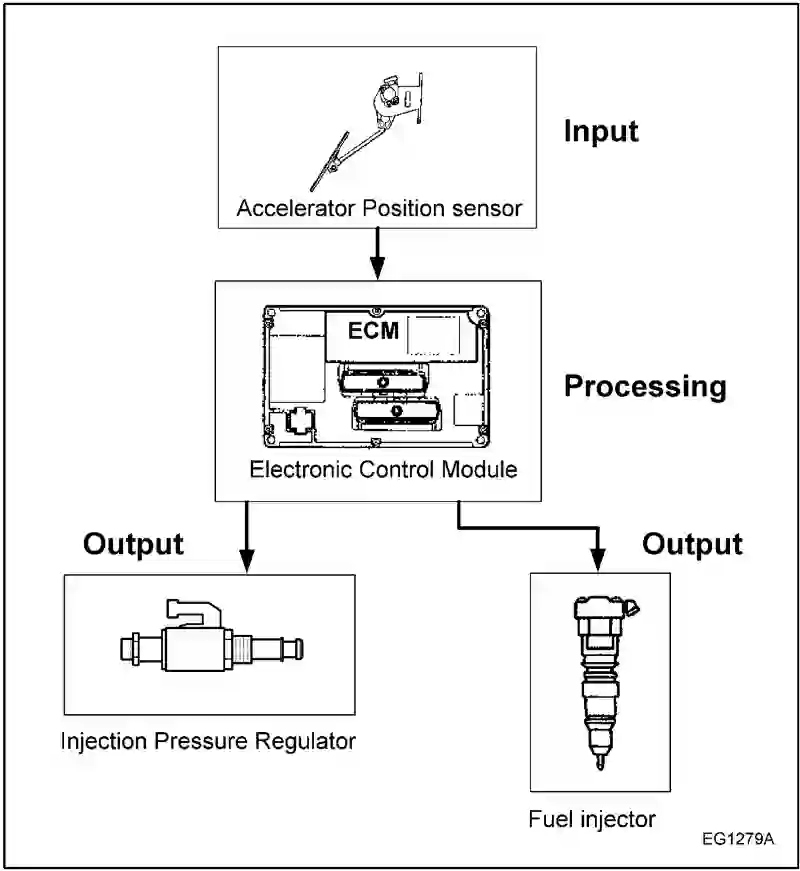 Input
Accelerator Position sensor
ECM
Processing
Electronic Control Module
Output
Output
Injection Pressure Regulator
Fuel injector
EG1279A